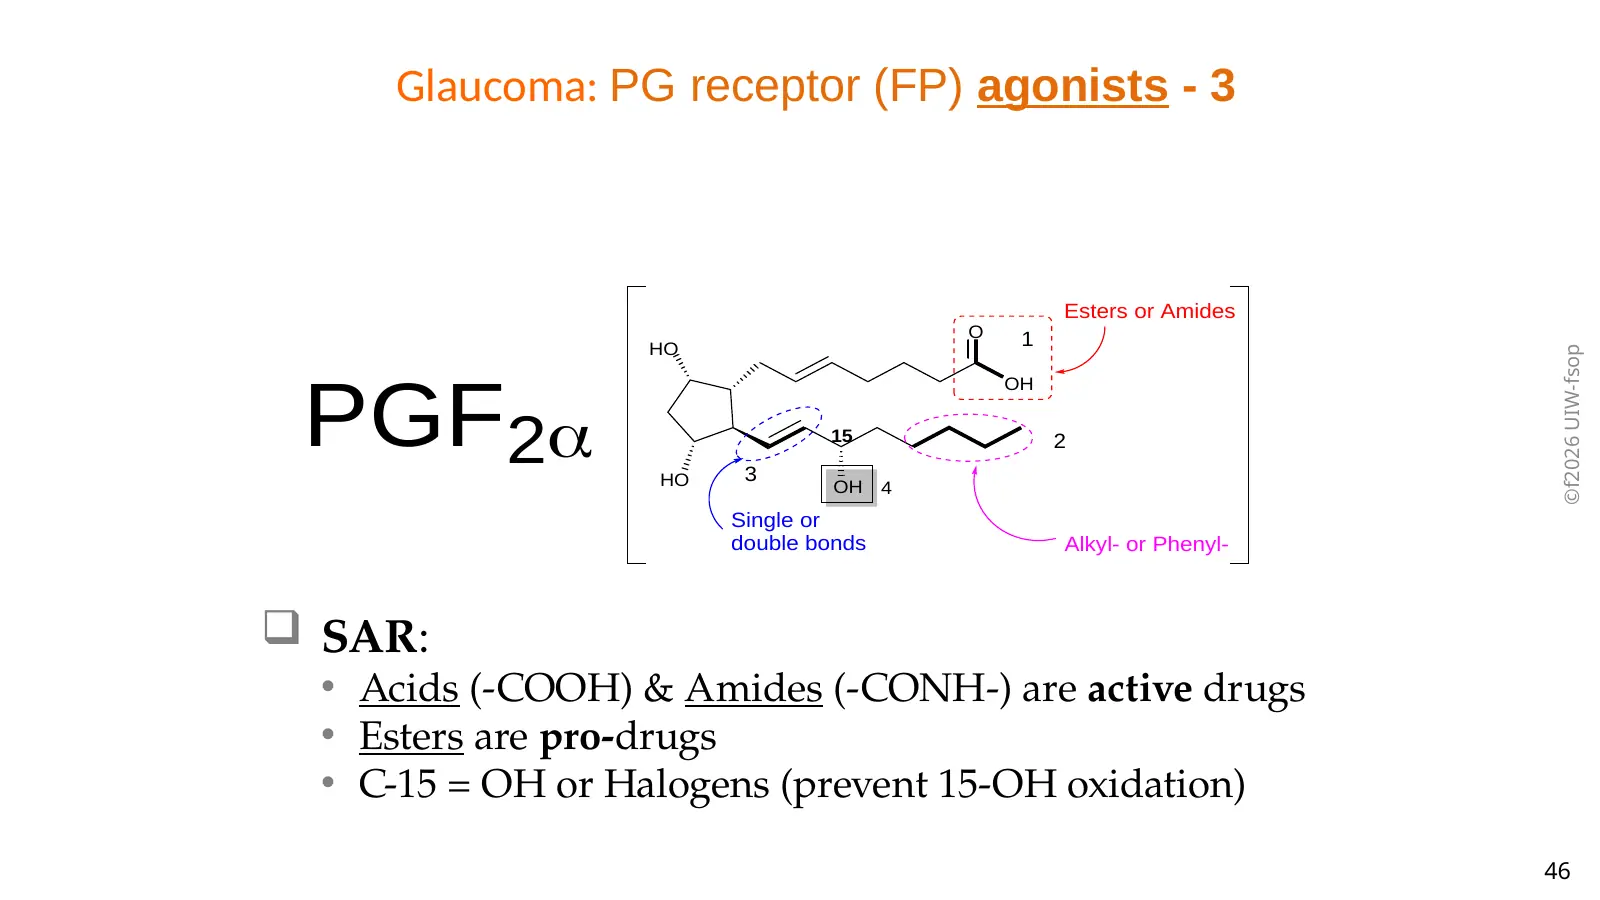 Glaucoma: PG receptor (FP) agonists - 3
PGF2α
Esters or Amides
O
1
HO
OH
15
2
3
HO
OH
4
Single or
double bonds
Alkyl- or Phenyl-
SAR:
• Acids (-COOH) & Amides (-CONH-) are active drugs
• Esters are pro-drugs
• C-15 = OH or Halogens (prevent 15-OH oxidation)
©f2026 UIW-fsop
46